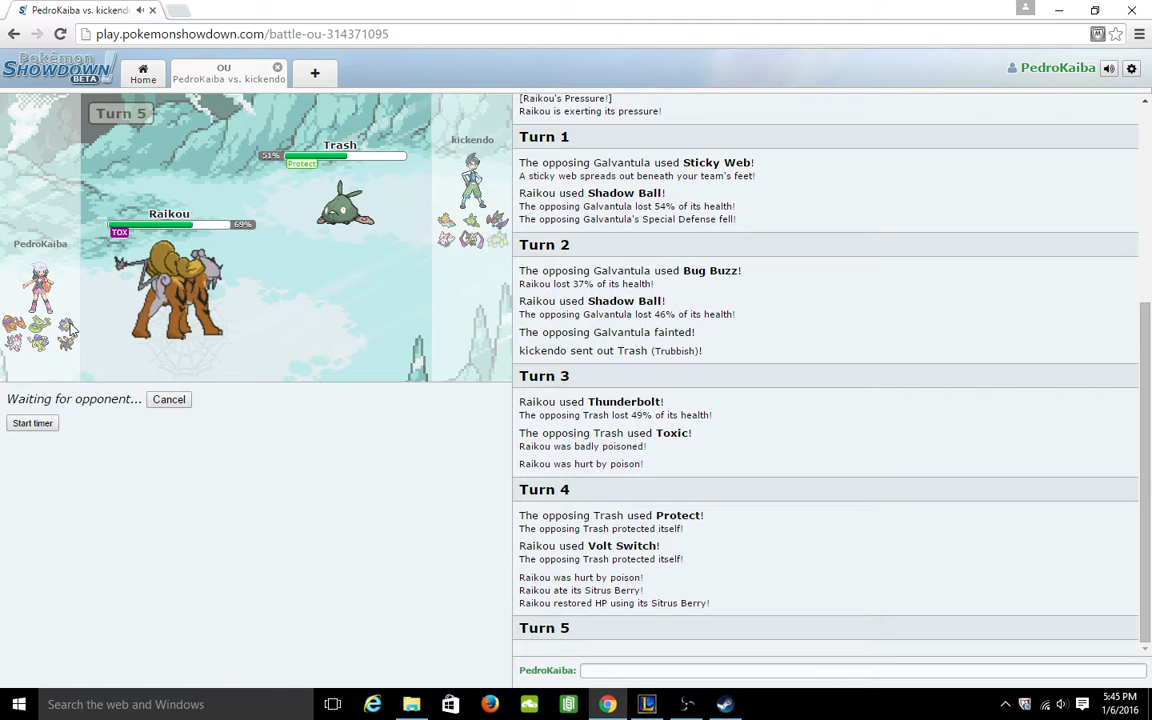 PedroKaiba vs. kickend
play.pokemonshowdown.com/battle-ou-314371095
Pokémon
SHOWDOWN
BETA
Home
OU
PedroKaiba vs. kickendo
+
PedroKaiba
Turn 5
Trash
51%
Protect
Raikou
69%
TOX
PedroKaiba
kickendo
Waiting for opponent...
Cancel
Start timer
[Raikou's Pressure!]
Raikou is exerting its pressure!
Turn 1
The opposing Galvantula used Sticky Web!
A sticky web spreads out beneath your team's feet!
Raikou used Shadow Ball!
The opposing Galvantula lost 54% of its health!
The opposing Galvantula's Special Defense fell!
Turn 2
The opposing Galvantula used Bug Buzz!
Raikou lost 37% of its health!
Raikou used Shadow Ball!
The opposing Galvantula lost 46% of its health!
The opposing Galvantula fainted!
kickendo sent out Trash (Trubbish)!
Turn 3
Raikou used Thunderbolt!
The opposing Trash lost 49% of its health!
The opposing Trash used Toxic!
Raikou was badly poisoned!
Raikou was hurt by poison!
Turn 4
The opposing Trash used Protect!
The opposing Trash protected itself!
Raikou used Volt Switch!
The opposing Trash protected itself!
Raikou was hurt by poison!
Raikou ate its Sitrus Berry!
Raikou restored HP using its Sitrus Berry!
Turn 5
PedroKaiba:
Search the web and Windows
5:45 PM
1/6/2016